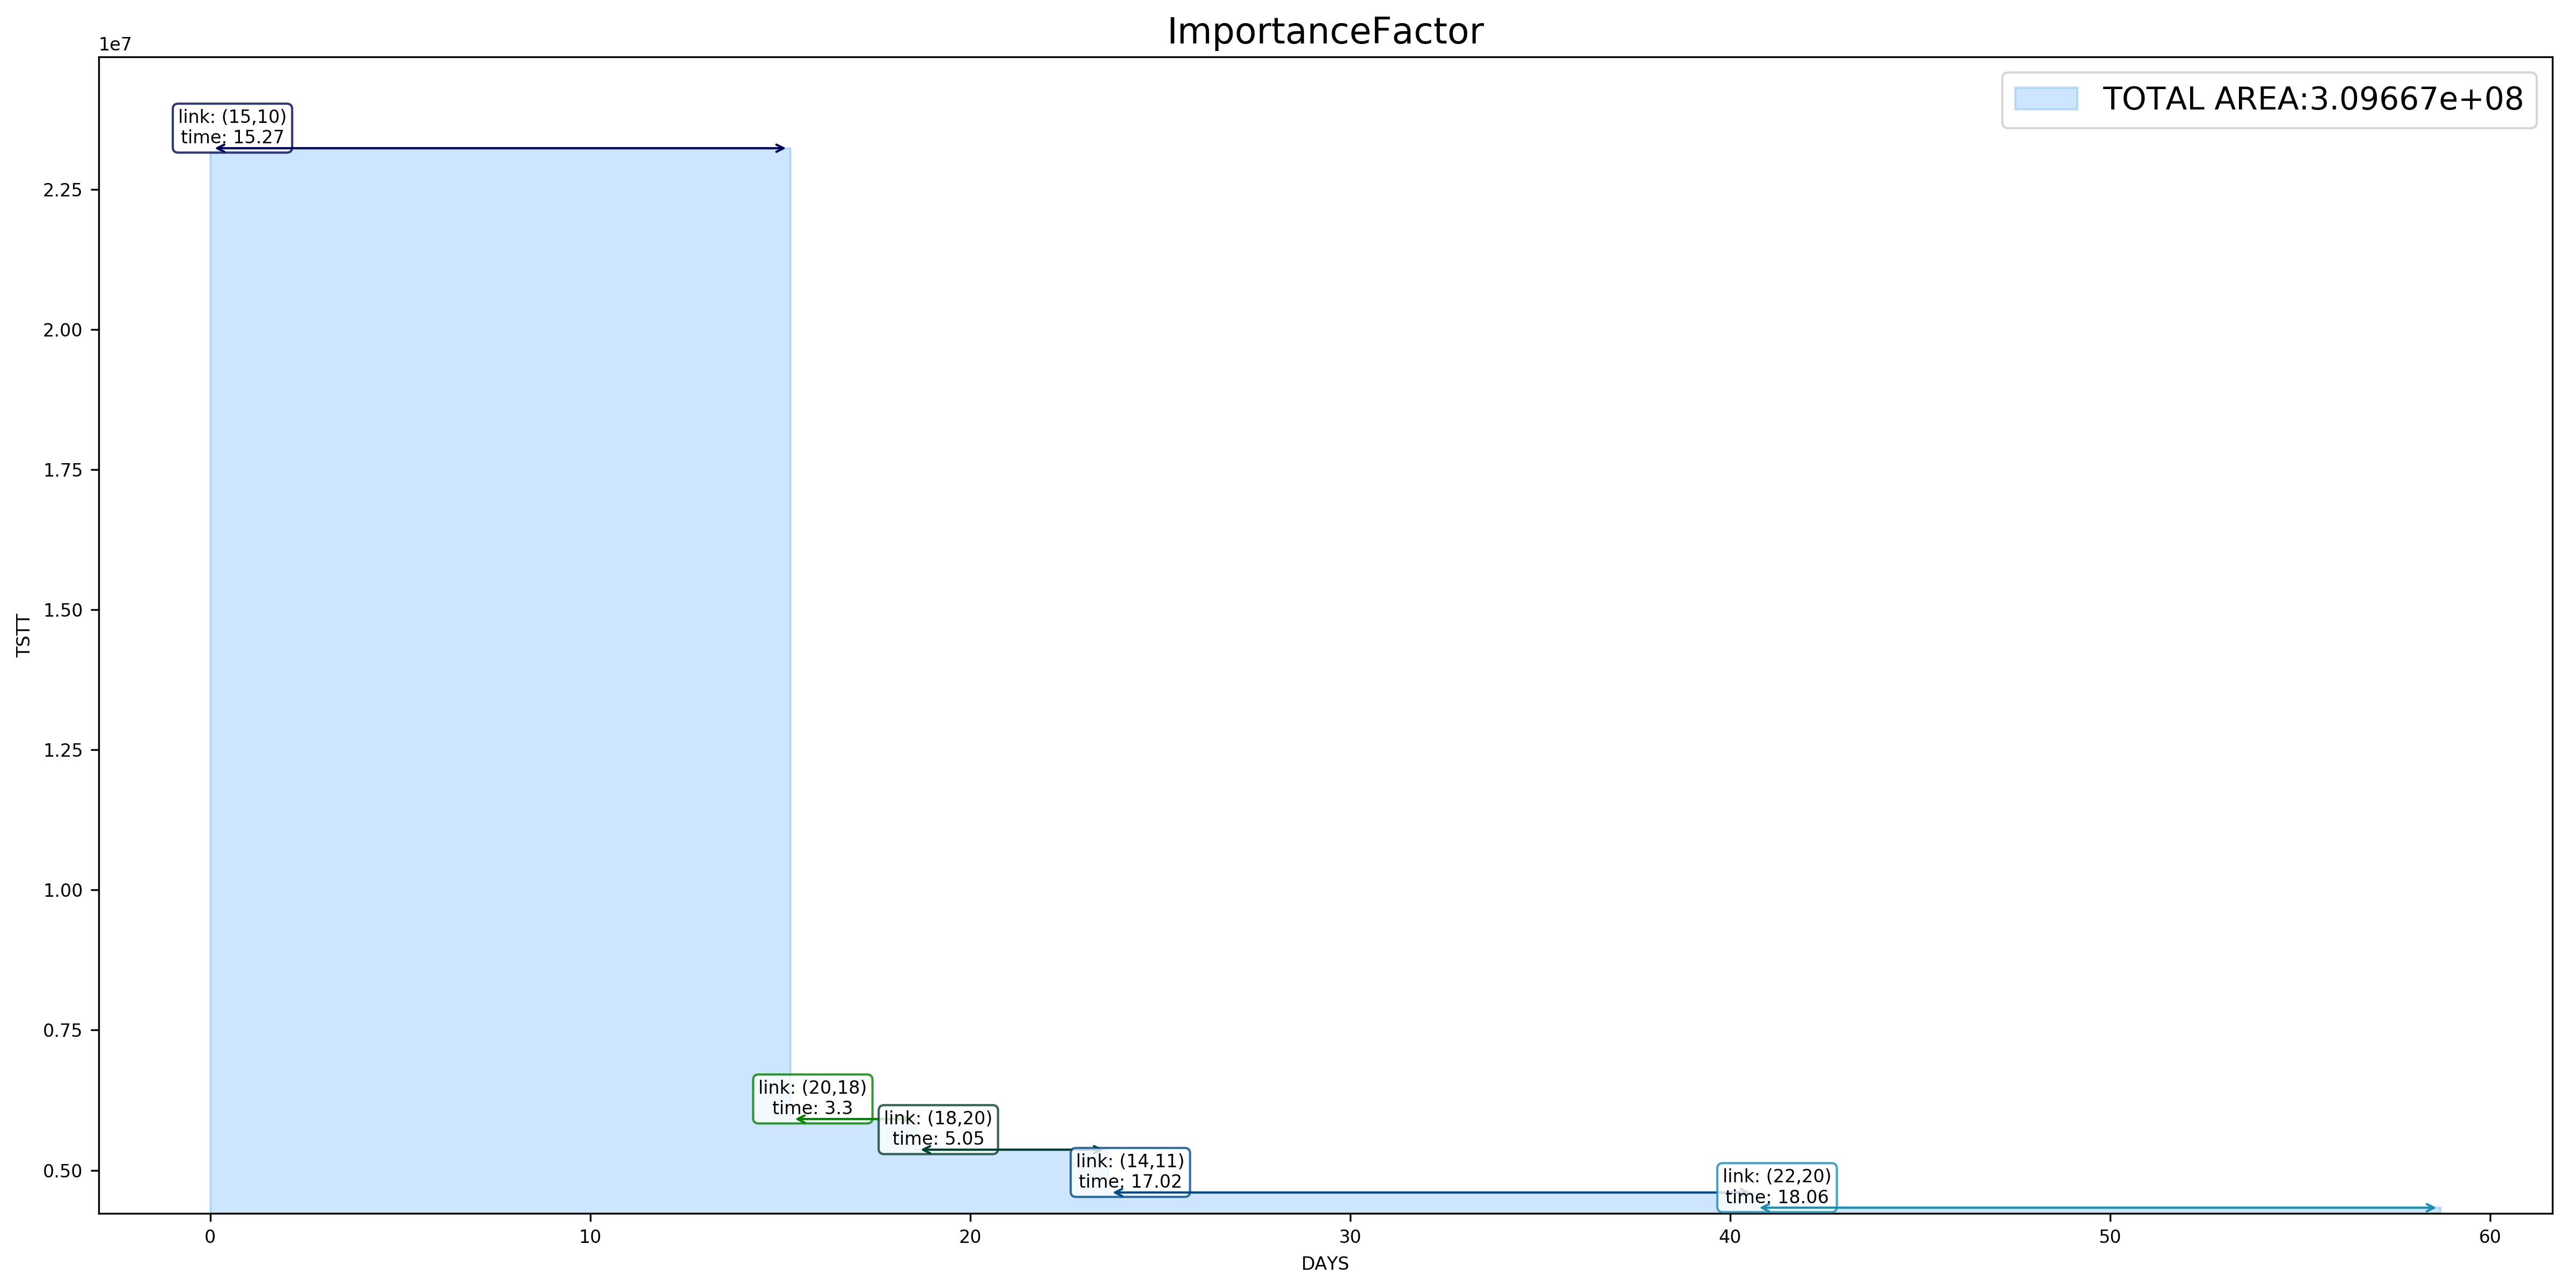 ImportanceFactor
1e7
TOTAL AREA:3.09667e+08
link: (15,10)
time: 15.27
2.25
2.00
1.75
1.50
1.25
1.00
0.75
0.50
TSTT
link: (20,18)
time: 3.3
link: (18,20)
time: 5.05
link: (14,11)
time: 17.02
link: (22,20)
time: 18.06
0
10
20
30
40
50
60
DAYS